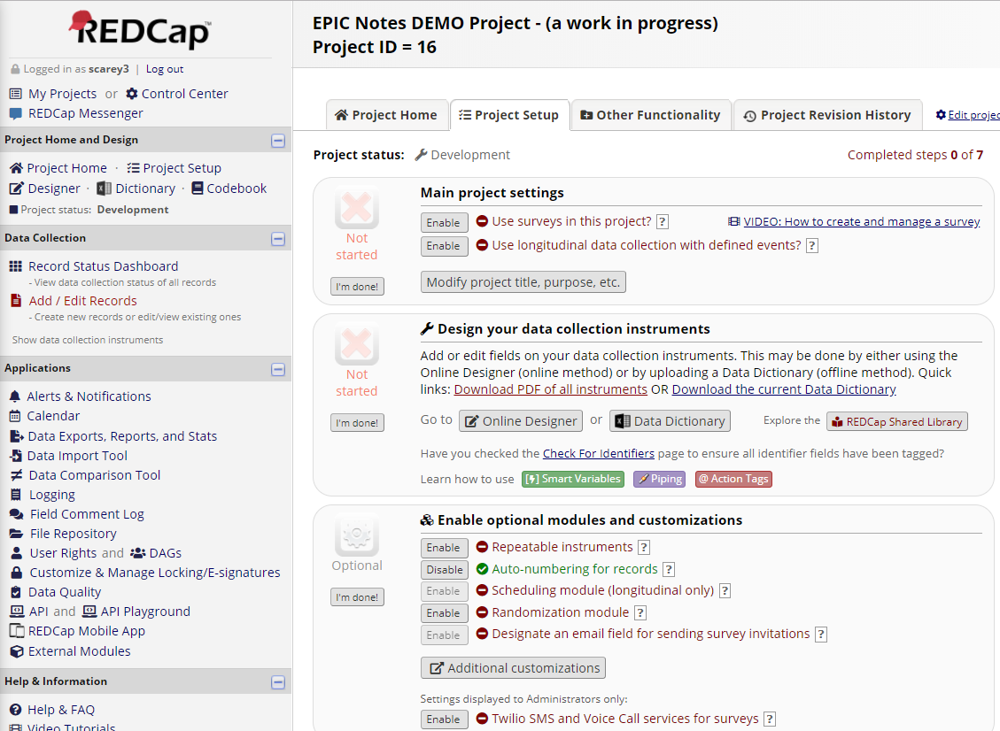 REDCap™
Logged in as scarey3 | Log out
My Projects or Control Center
REDCap Messenger
Project Home and Design
Project Home · Project Setup
Designer · Dictionary · Codebook
Project status: Development
Data Collection
Record Status Dashboard
- View data collection status of all records
Add / Edit Records
- Create new records or edit/view existing ones
Show data collection instruments
Applications
Alerts & Notifications
Calendar
Data Exports, Reports, and Stats
Data Import Tool
Data Comparison Tool
Logging
Field Comment Log
File Repository
User Rights and DAGs
Customize & Manage Locking/E-signatures
Data Quality
API and API Playground
REDCap Mobile App
External Modules
Help & Information
Help & FAQ
Video Tutorials
EPIC Notes DEMO Project - (a work in progress)
Project ID = 16
Project Home Project Setup Other Functionality Project Revision History Edit projec
Project status: Development Completed steps 0 of 7
Not
started
I'm done!
Main project settings
Enable Use surveys in this project? ? VIDEO: How to create and manage a survey
Enable Use longitudinal data collection with defined events? ?
Modify project title, purpose, etc.
Not
started
I'm done!
Design your data collection instruments
Add or edit fields on your data collection instruments. This may be done by either using the
Online Designer (online method) or by uploading a Data Dictionary (offline method). Quick
links: Download PDF of all instruments OR Download the current Data Dictionary
Go to Online Designer or Data Dictionary Explore the REDCap Shared Library
Have you checked the Check For Identifiers page to ensure all identifier fields have been tagged?
Learn how to use Smart Variables Piping @ Action Tags
Optional
I'm done!
Enable optional modules and customizations
Enable Repeatable instruments ?
Disable Auto-numbering for records ?
Enable Scheduling module (longitudinal only) ?
Enable Randomization module ?
Enable Designate an email field for sending survey invitations ?
Additional customizations
Settings displayed to Administrators only:
Enable Twilio SMS and Voice Call services for surveys ?